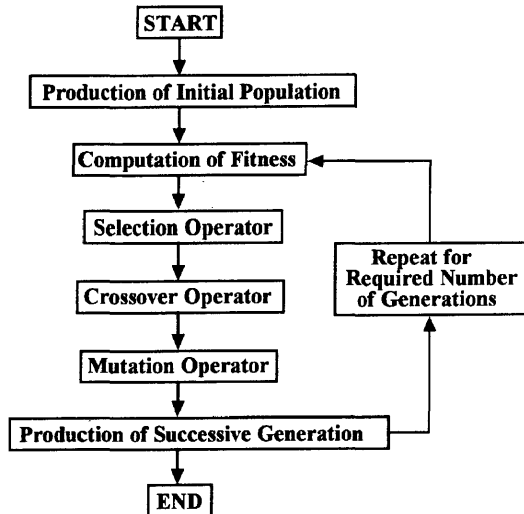 START
Production of Initial Population
Computation of Fitness
Selection Operator
Crossover Operator
Mutation Operator
Production of Successive Generation
END
Repeat for
Required Number
of Generations